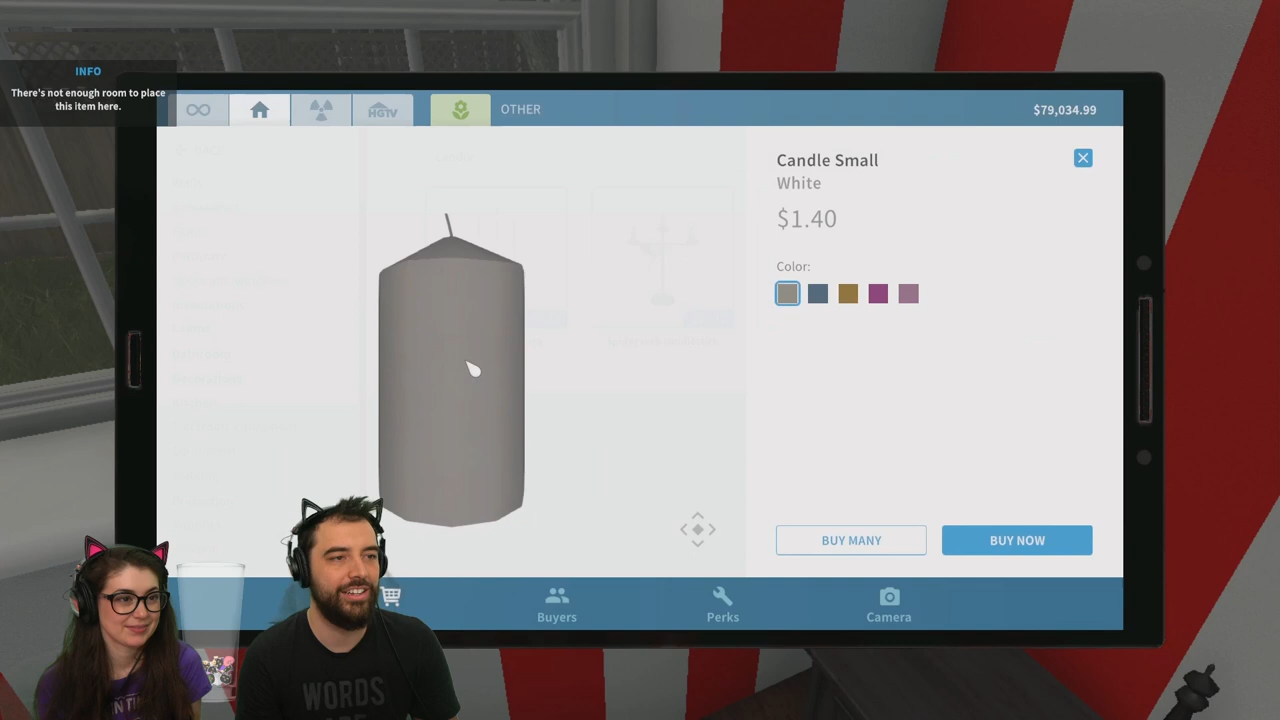 INFO
There's not enough room to place
this item here.
HGTV
OTHER
$79,034.99
Candle Small
White
$1.40
Color:
BUY MANY
BUY NOW
Buyers
Perks
Camera
WORDS